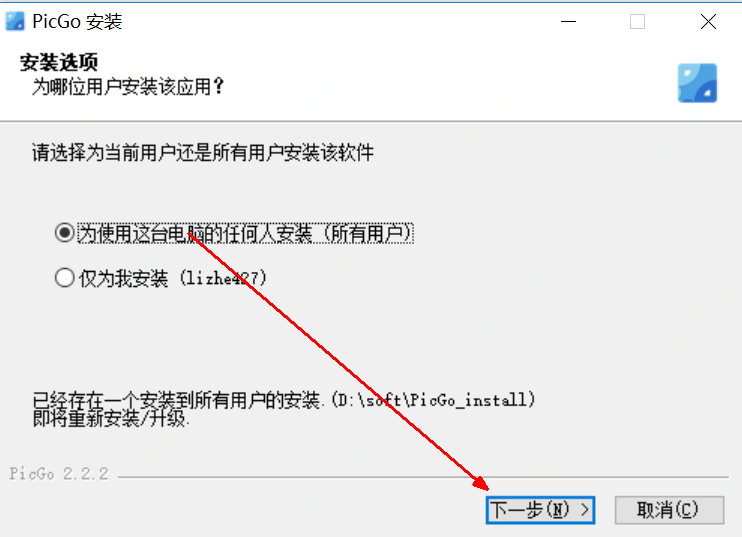 PicGo 安装
安装选项
为哪位用户安装该应用？
请选择为当前用户还是所有用户安装该软件
为使用这台电脑的任何人安装 (所有用户)
仅为我安装 (lizhe427)
已经存在一个安装到所有用户的安装.(D:\soft\PicGo_install)
即将重新安装/升级.
PicGo 2.2.2
下一步(N) >
取消(C)